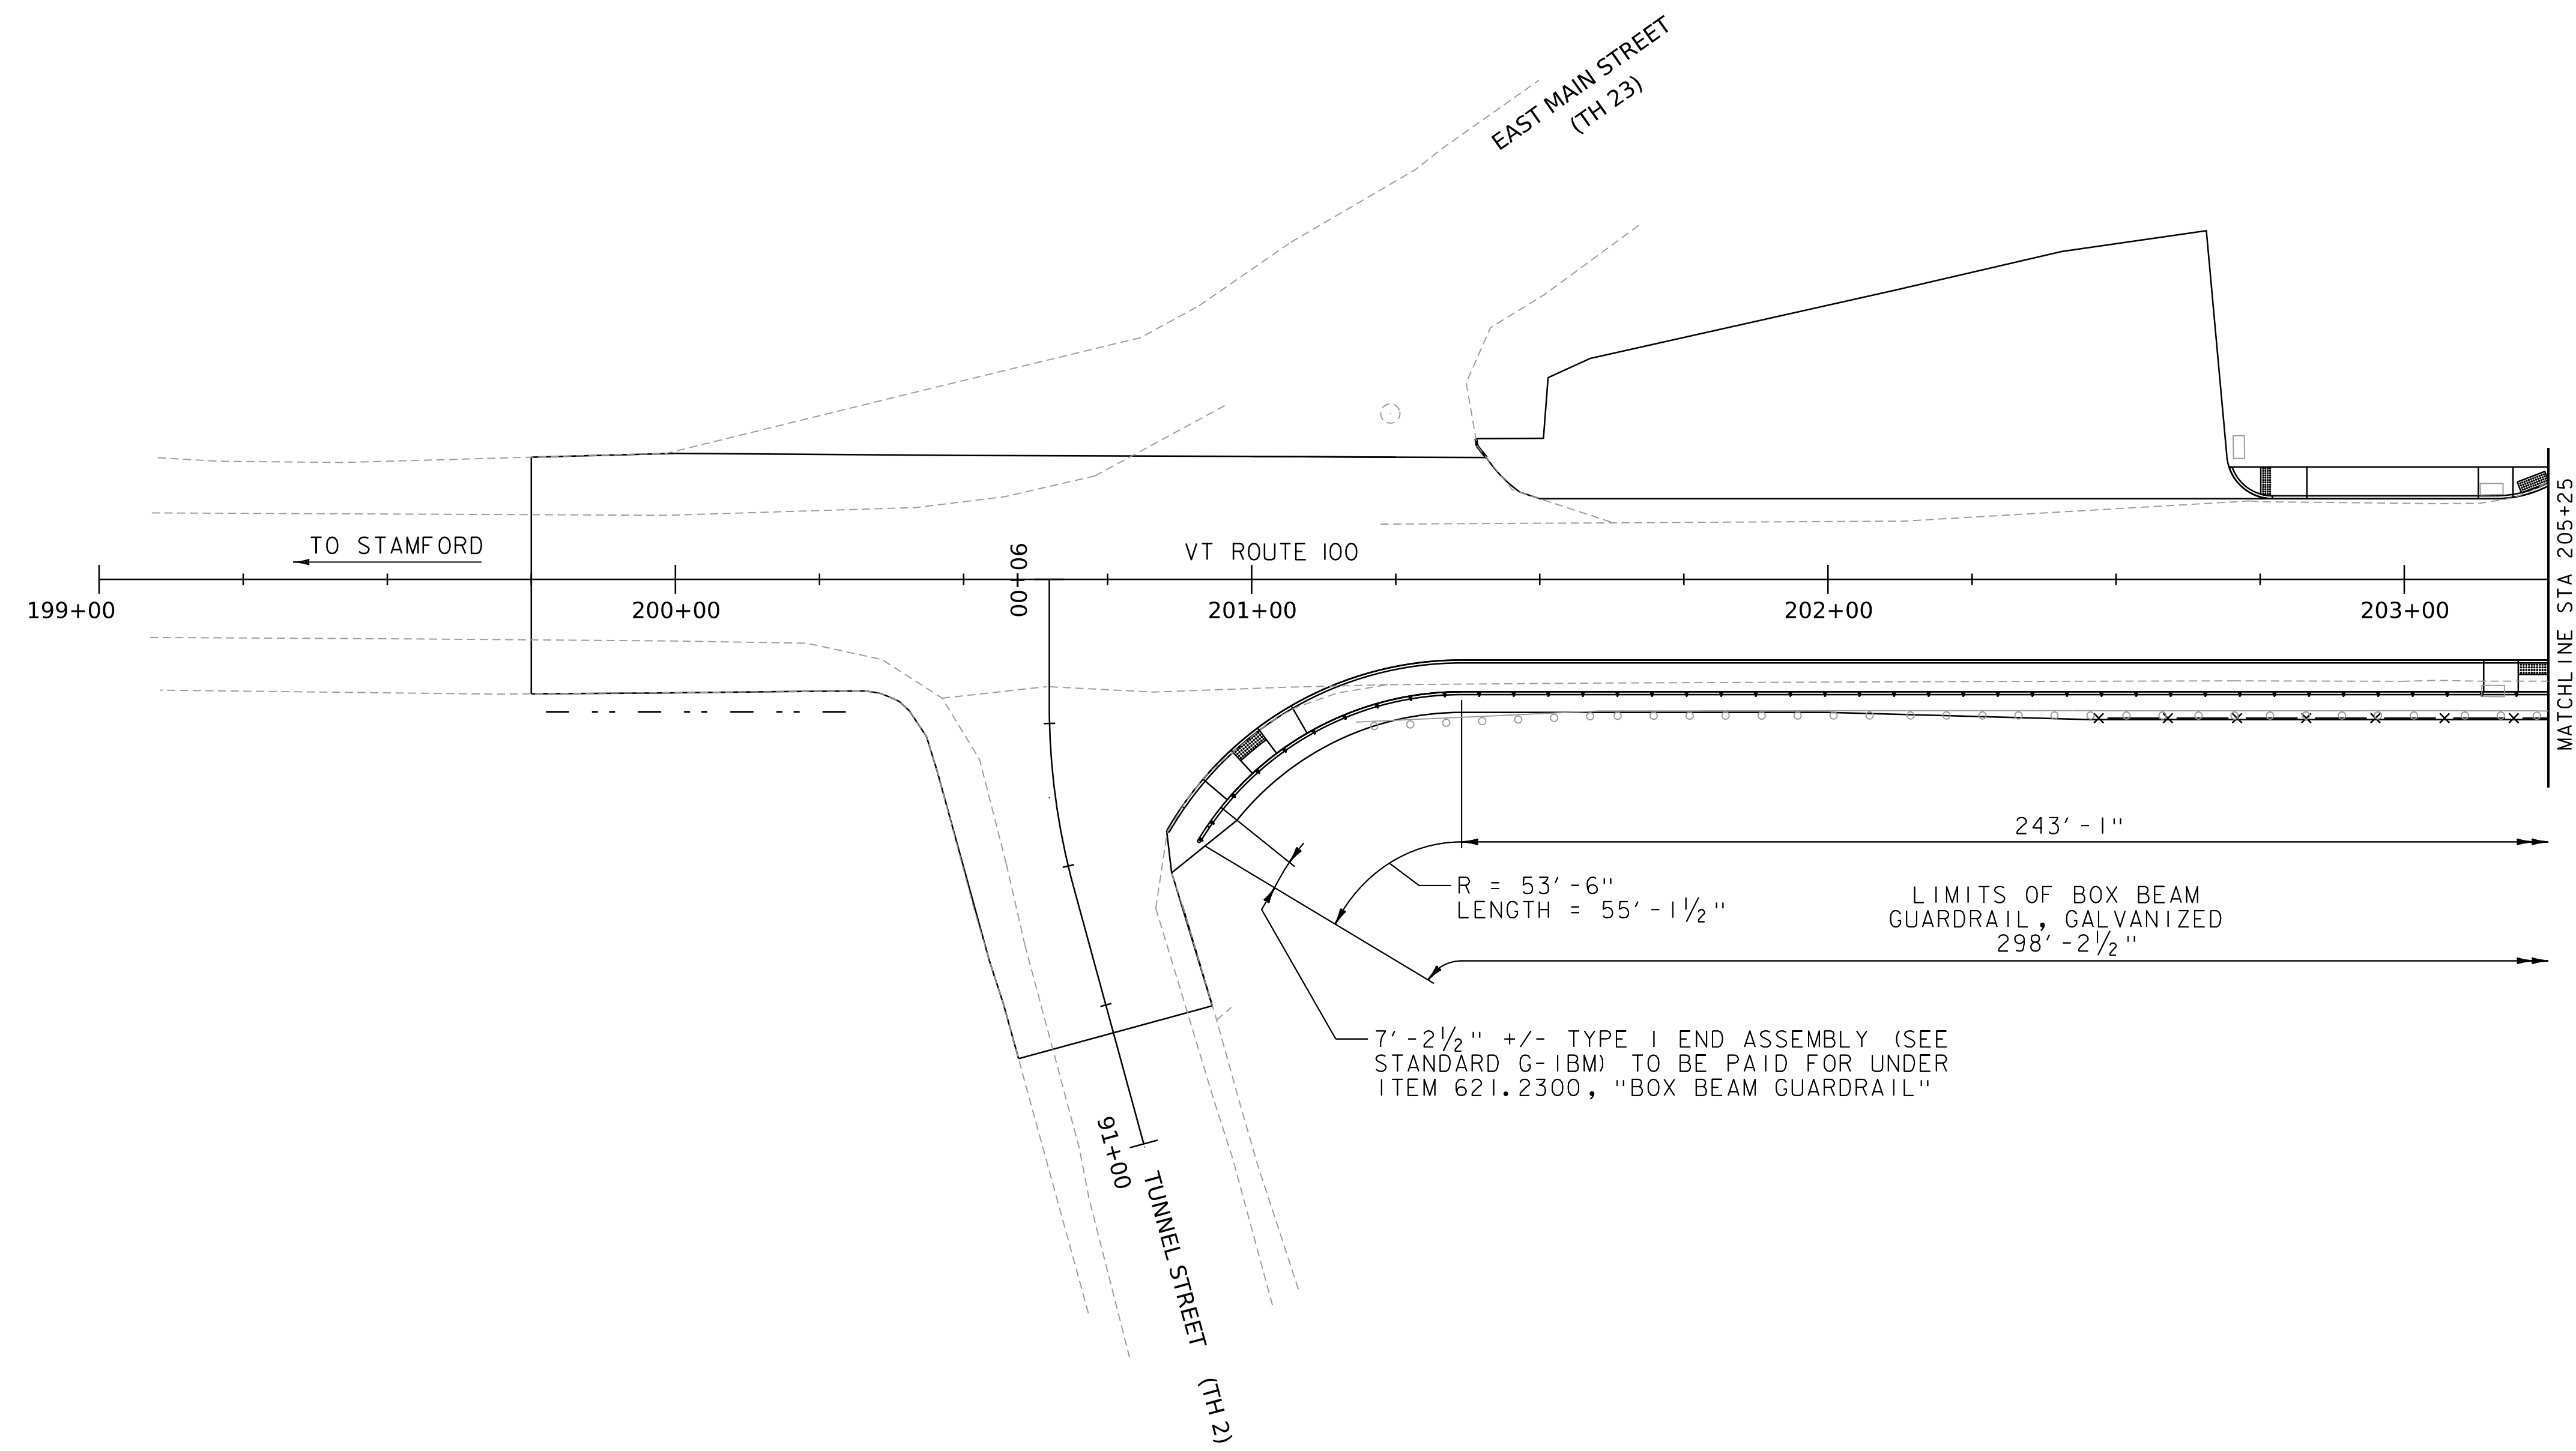 EAST MAIN STREET
(TH 23)
TO STAMFORD
VT ROUTE 100
199+00
200+00
90+00
201+00
202+00
203+00
MATCHLINE STA 205+25
243'-1"
R = 53'-6"
LENGTH = 55'-1½"
LIMITS OF BOX BEAM
GUARDRAIL, GALVANIZED
298'-2½"
7'-2½" +/- TYPE I END ASSEMBLY (SEE
STANDARD G-1BM) TO BE PAID FOR UNDER
ITEM 621.2300, "BOX BEAM GUARDRAIL"
91+00
TUNNEL STREET (TH 2)